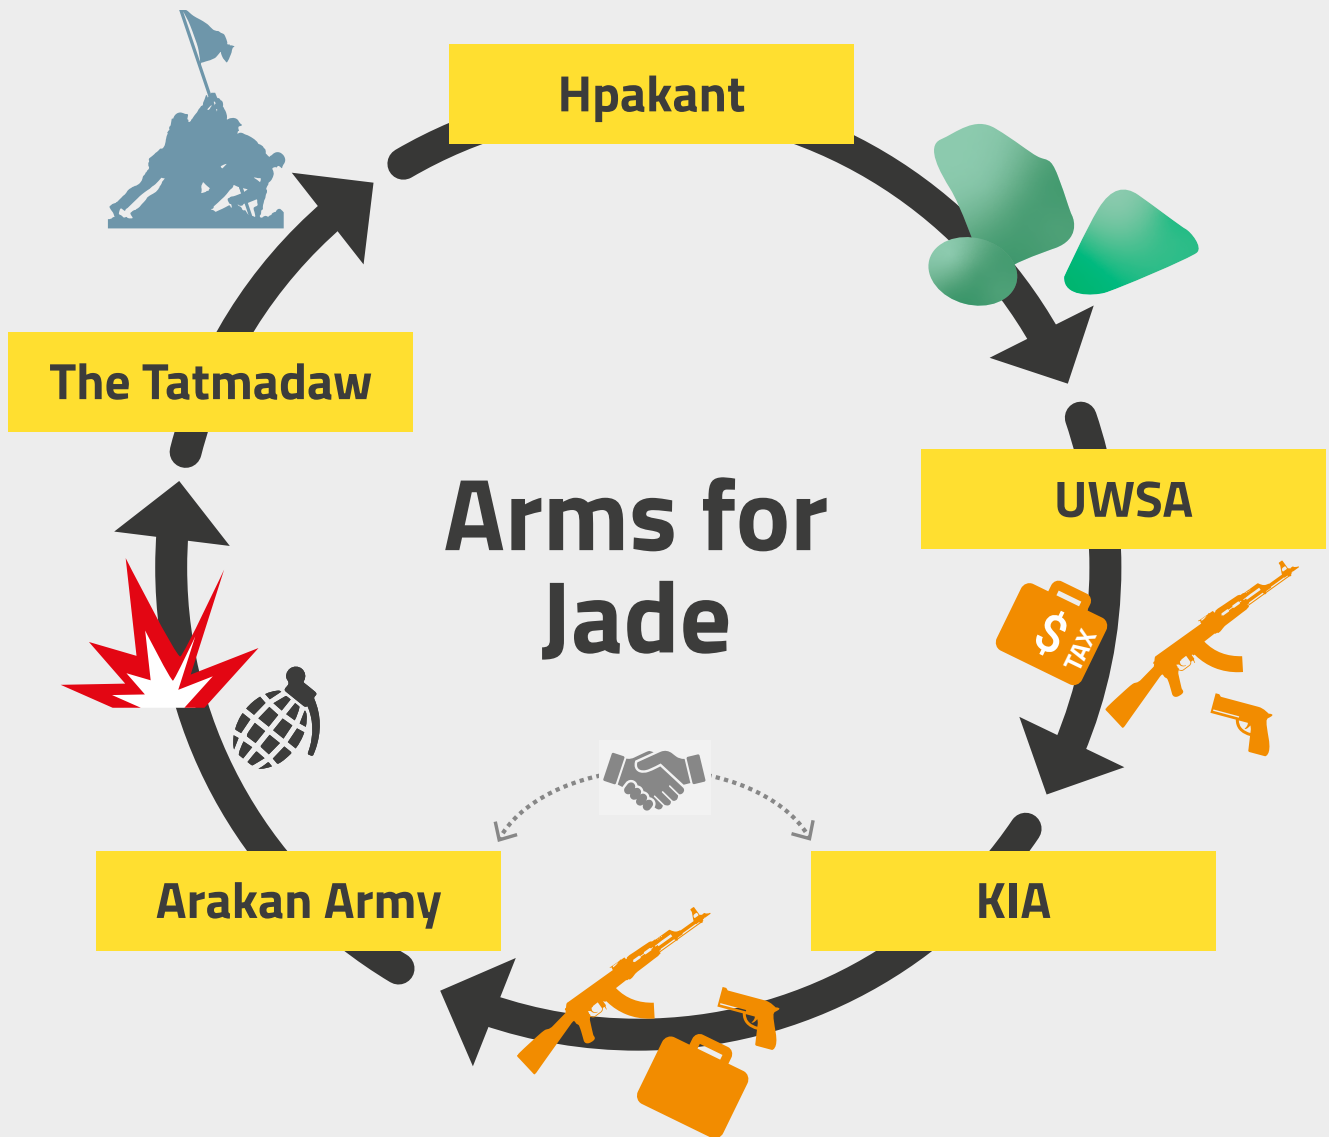 Hpakant
The Tatmadaw
Arms for
Jade
UWSA
$
TAX
Arakan Army
KIA